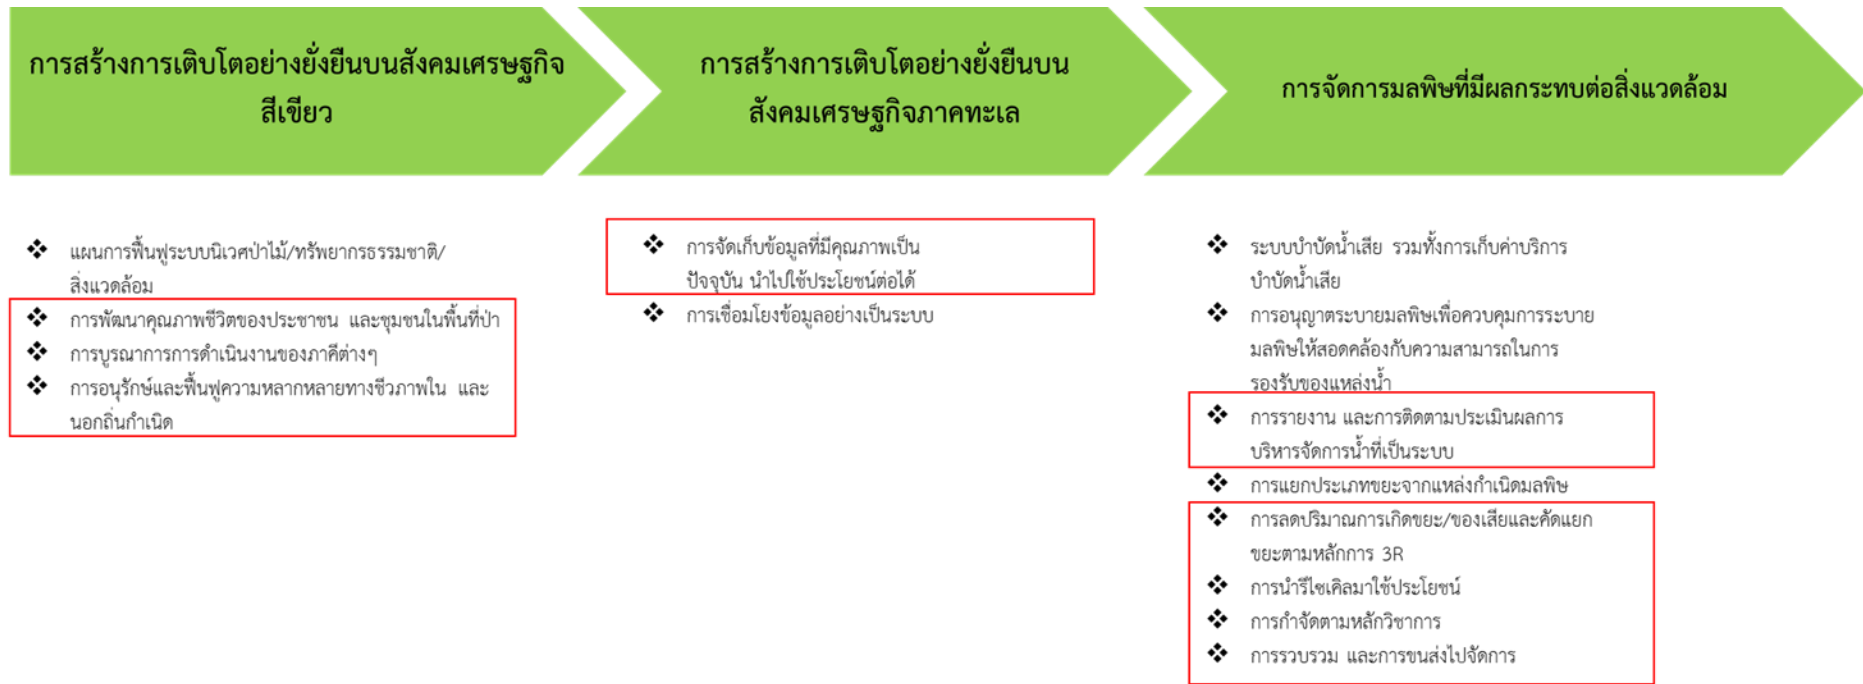 การสร้างการเติบโตอย่างยั่งยืนบนสังคมเศรษฐกิจ
สีเขียว
การสร้างการเติบโตอย่างยั่งยืนบน
สังคมเศรษฐกิจภาคทะเล
การจัดการมลพิษที่มีผลกระทบต่อสิ่งแวดล้อม
❖ แผนการฟื้นฟูระบบนิเวศป่าไม้/ทรัพยากรธรรมชาติ/
สิ่งแวดล้อม
❖ การพัฒนาคุณภาพชีวิตของประชาชน และชุมชนในพื้นที่ป่า
❖ การบูรณาการการดำเนินงานของภาคีต่างๆ
❖ การอนุรักษ์และฟื้นฟูความหลากหลายทางชีวภาพใน และ
นอกถิ่นกำเนิด
❖ การจัดเก็บข้อมูลที่มีคุณภาพเป็น
ปัจจุบัน นำไปใช้ประโยชน์ต่อได้
❖ การเชื่อมโยงข้อมูลอย่างเป็นระบบ
❖ ระบบบำบัดน้ำเสีย รวมทั้งการเก็บค่าบริการ
บำบัดน้ำเสีย
❖ การอนุญาตระบายมลพิษเพื่อควบคุมการระบาย
มลพิษให้สอดคล้องกับความสามารถในการ
รองรับของแหล่งน้ำ
❖ การรายงาน และการติดตามประเมินผลการ
บริหารจัดการน้ำที่เป็นระบบ
❖ การแยกประเภทขยะจากแหล่งกำเนิดมลพิษ
❖ การลดปริมาณการเกิดขยะ/ของเสียและคัดแยก
ขยะตามหลักการ 3R
❖ การนำรีไซเคิลมาใช้ประโยชน์
❖ การกำจัดตามหลักวิชาการ
❖ การรวบรวม และการขนส่งไปจัดการ